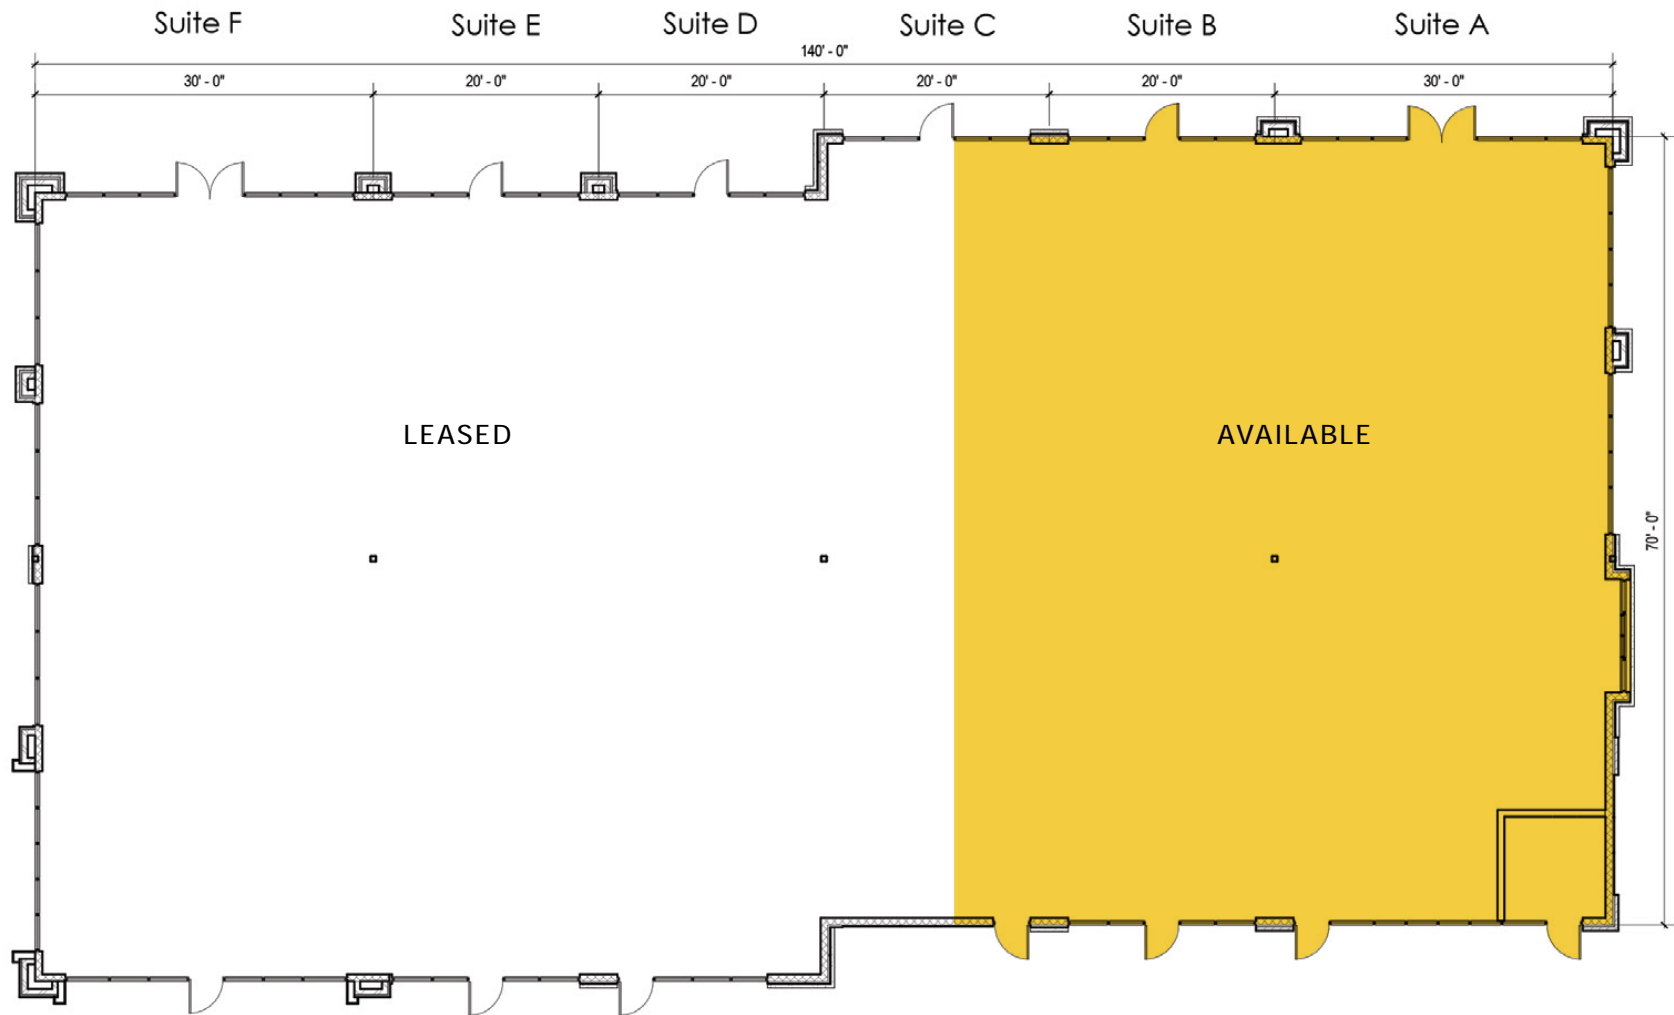 Suite F Suite E Suite D Suite C Suite B Suite A
140' - 0"
30' - 0" 20' - 0" 20' - 0" 20' - 0" 20' - 0" 30' - 0"
LEASED AVAILABLE
70' - 0"